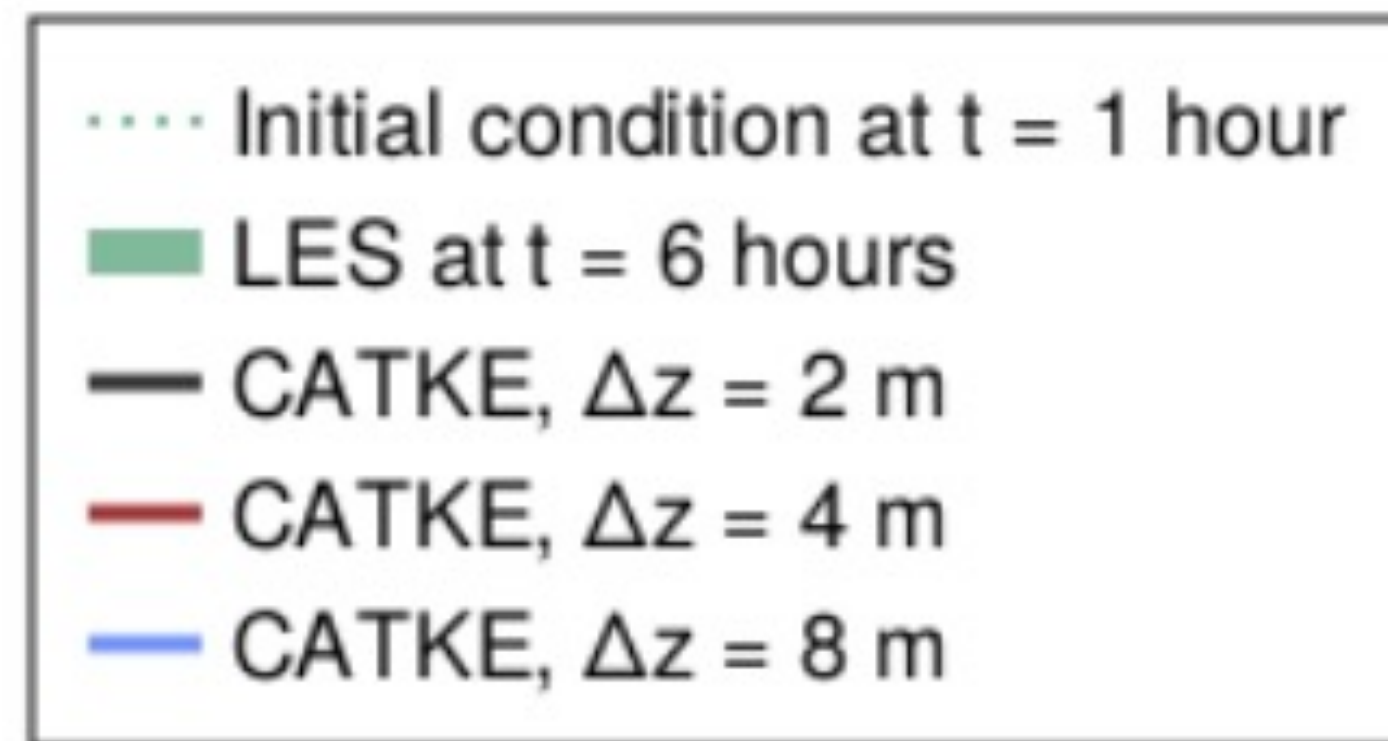 Initial condition at t = 1 hour
LES at t = 6 hours
CATKE, Δz = 2 m
CATKE, Δz = 4 m
CATKE, Δz = 8 m